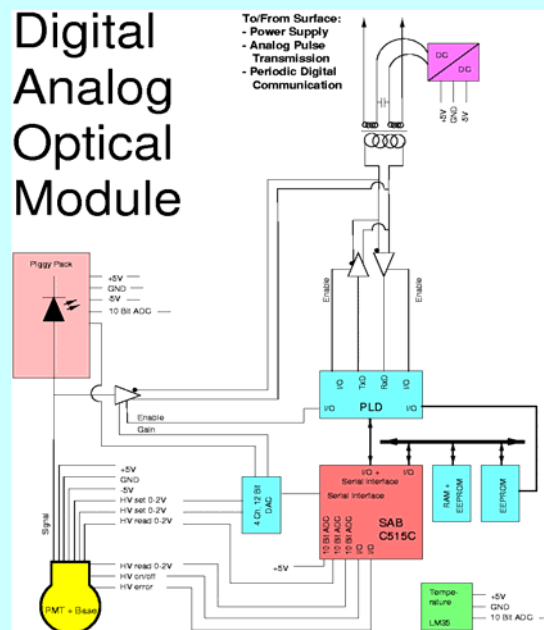 Digital
Analog
Optical
Module
To/From Surface:
- Power Supply
- Analog Pulse
Transmission
- Periodic Digital
Communication
DC
DC
+5V
GND
-5V
Piggy Pack
+5V
GND
-5V
10 Bit ADC
Enable
Enable
I/O
TxD
RxD
I/O
I/O
PLD
I/O
Enable
Gain
+5V
GND
-5V
HV set 0-2V
HV set 0-2V
HV read 0-2V
Signal
4 Ch, 12 Bit
DAC
I/O +
Serial Interface
I/O
Serial Interface
SAB
C515C
10 Bit ADC
10 Bit ADC
10 Bit ADC
I/O
I/O
RAM +
EEPROM
EEPROM
+5V
HV read 0-2V
HV on/off
HV error
PMT + Base
Tempe-
rature
LM35
+5V
GND
10 Bit ADC